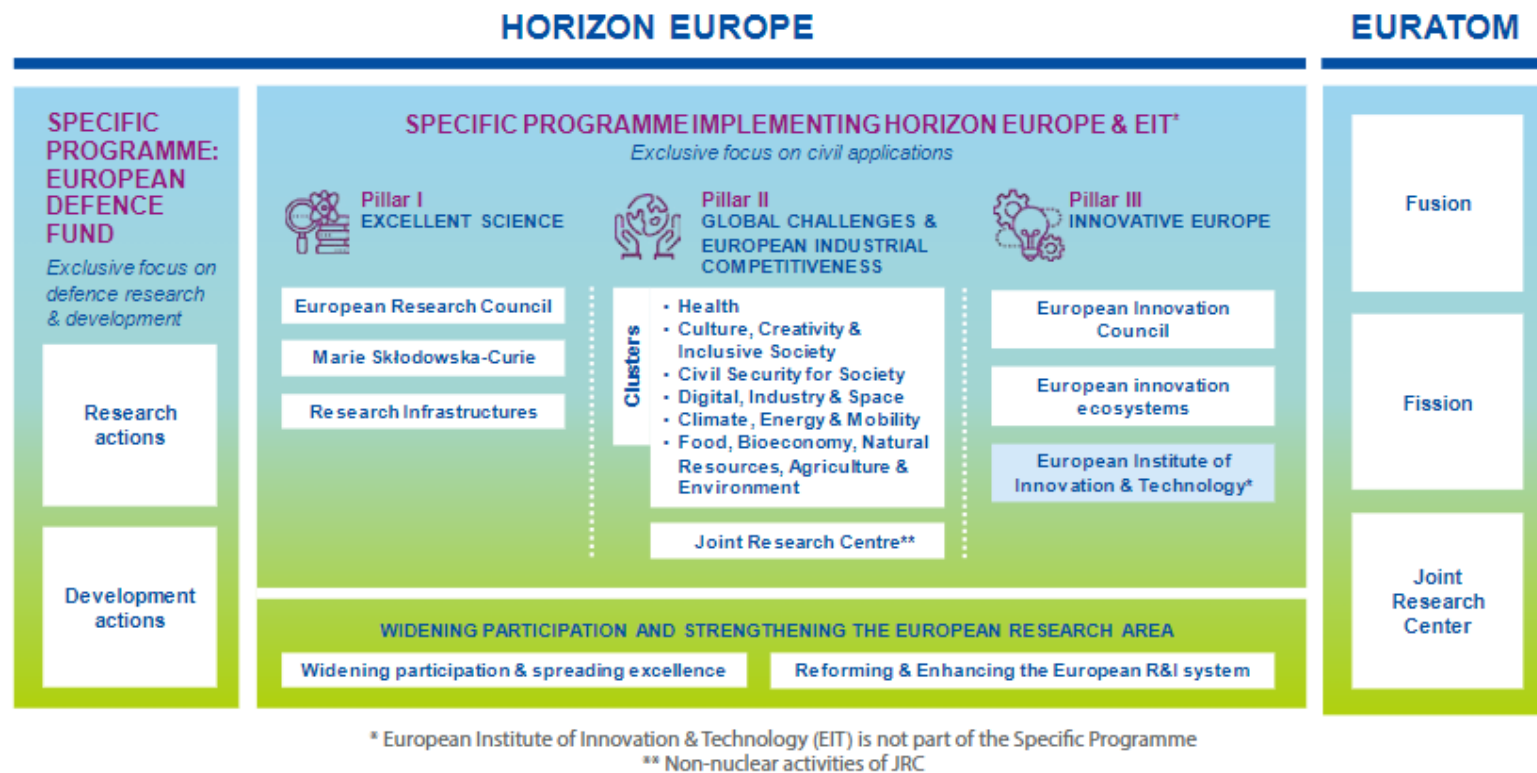 HORIZON EUROPE
EURATOM
SPECIFIC
PROGRAMME:
EUROPEAN
DEFENCE
FUND
Exclusive focus on
defence research
& development
Research
actions
Development
actions
SPECIFIC PROGRAMME IMPLEMENTING HORIZON EUROPE & EIT*
Exclusive focus on civil applications
Pillar I
EXCELLENT SCIENCE
European Research Council
Marie Skłodowska-Curie
Research Infrastructures
Pillar II
GLOBAL CHALLENGES &
EUROPEAN INDUSTRIAL
COMPETITIVENESS
Clusters
• Health
• Culture, Creativity &
Inclusive Society
• Civil Security for Society
• Digital, Industry & Space
• Climate, Energy & Mobility
• Food, Bioeconomy, Natural
Resources, Agriculture &
Environment
Joint Research Centre**
Pillar III
INNOVATIVE EUROPE
European Innovation
Council
European innovation
ecosystems
European Institute of
Innovation & Technology*
WIDENING PARTICIPATION AND STRENGTHENING THE EUROPEAN RESEARCH AREA
Widening participation & spreading excellence
Reforming & Enhancing the European R&I system
Fusion
Fission
Joint
Research
Center
* European Institute of Innovation & Technology (EIT) is not part of the Specific Programme
** Non-nuclear activities of JRC